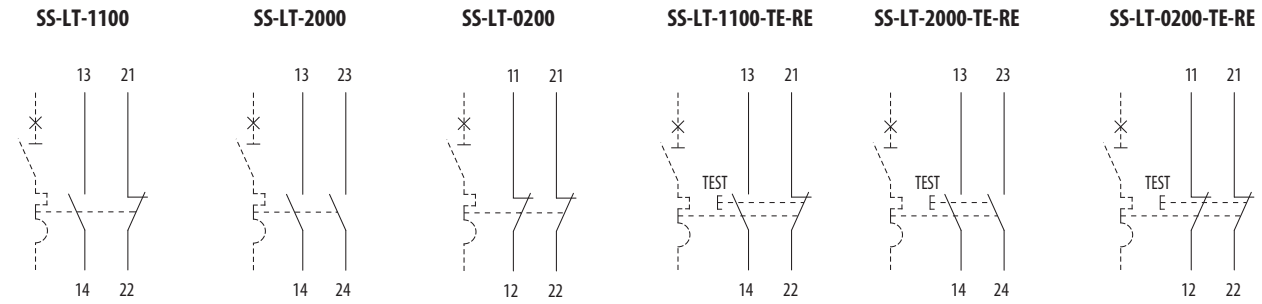 SS-LT-1100 SS-LT-2000 SS-LT-0200 SS-LT-1100-TE-RE SS-LT-2000-TE-RE SS-LT-0200-TE-RE
13 21 13 23 11 21 13 21 13 23 11 21
TEST TEST TEST
14 22 14 24 12 22 14 22 14 24 12 22